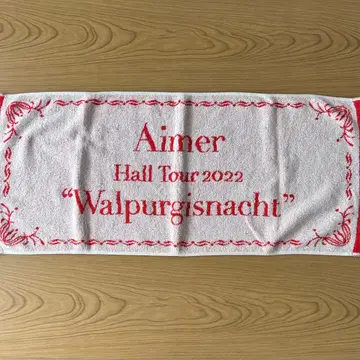 Aimer
Hall Tour 2022
“Walpurgisnacht”